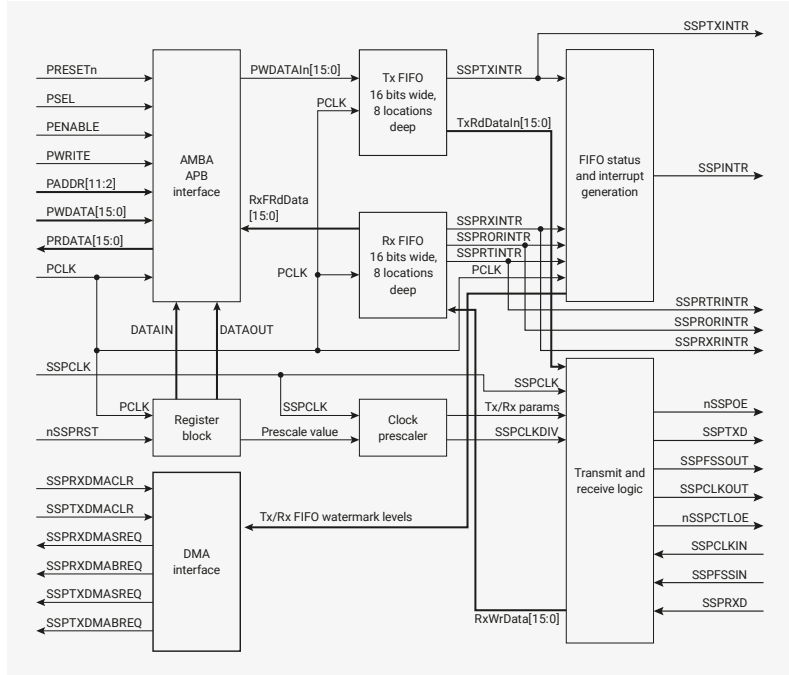 SSPTXINTR
PRESETn
PSEL
PENABLE
PWRITE
PADDR[11:2]
PWDATA[15:0]
PRDATA[15:0]
PCLK
AMBA
APB
interface
PWDATAIn[15:0]
PCLK
Tx FIFO
16 bits wide,
8 locations
deep
SSPTXINTR
TxRdDataIn[15:0]
FIFO status
and interrupt
generation
SSPINTR
RxFRdData
[15:0]
PCLK
Rx FIFO
16 bits wide,
8 locations
deep
SSPRXINTR
SSPRORINTR
SSPRTINTR
PCLK
SSPRTRINTR
SSPRORINTR
SSPRXRINTR
DATAIN
DATAOUT
SSPCLK
PCLK
nSSPRST
Register
block
SSPCLK
Prescale value
Clock
prescaler
SSPCLK
Tx/Rx params
SSPCLKDIV
Transmit and
receive logic
nSSPOE
SSPTXD
SSPFSSOUT
SSPCLKOUT
nSSPCTLOE
SSPCLKIN
SSPFSSIN
SSPRXD
SSPRXDMACLR
SSPTXDMACLR
SSPRXDMASREQ
SSPRXDMABREQ
SSPTXDMASREQ
SSPTXDMABREQ
DMA
interface
Tx/Rx FIFO watermark levels
RxWrData[15:0]